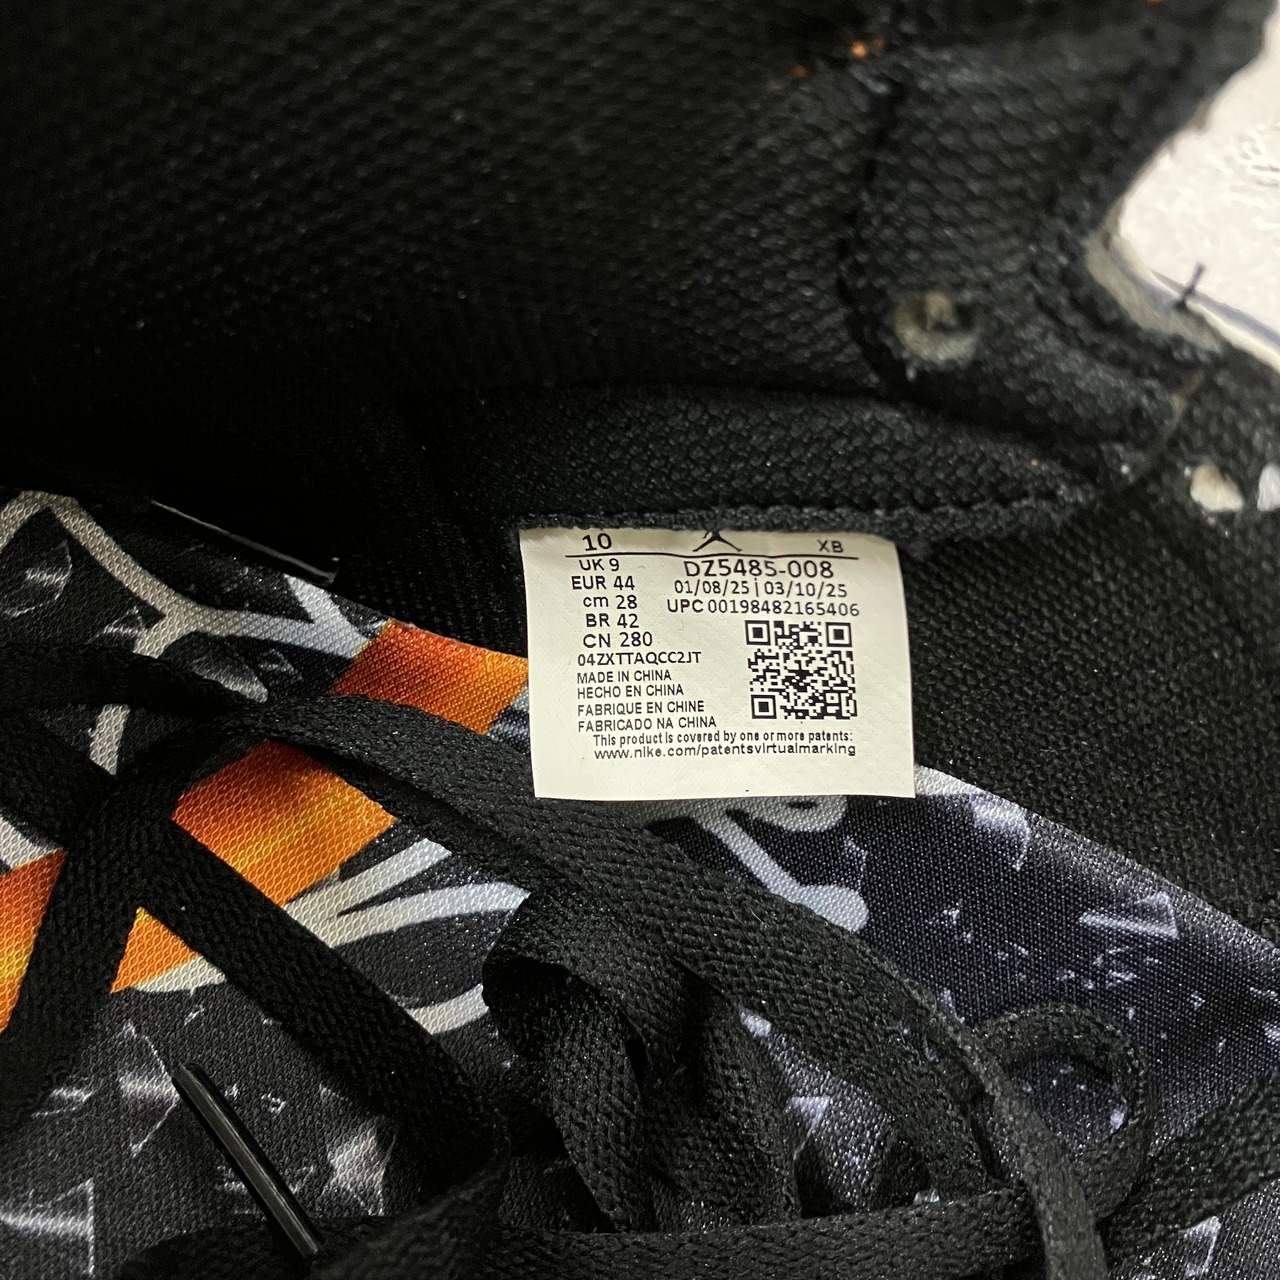 10 XB
UK 9 DZ5485-008
EUR 44 01/08/25 | 03/10/25
cm 28 UPC 00198482165406
BR 42
CN 280
04ZXTTAQCC2JT
MADE IN CHINA
HECHO EN CHINA
FABRIQUE EN CHINE
FABRICADO NA CHINA
This product is covered by one or more patents:
www.nike.com/patentsvirtualmarking